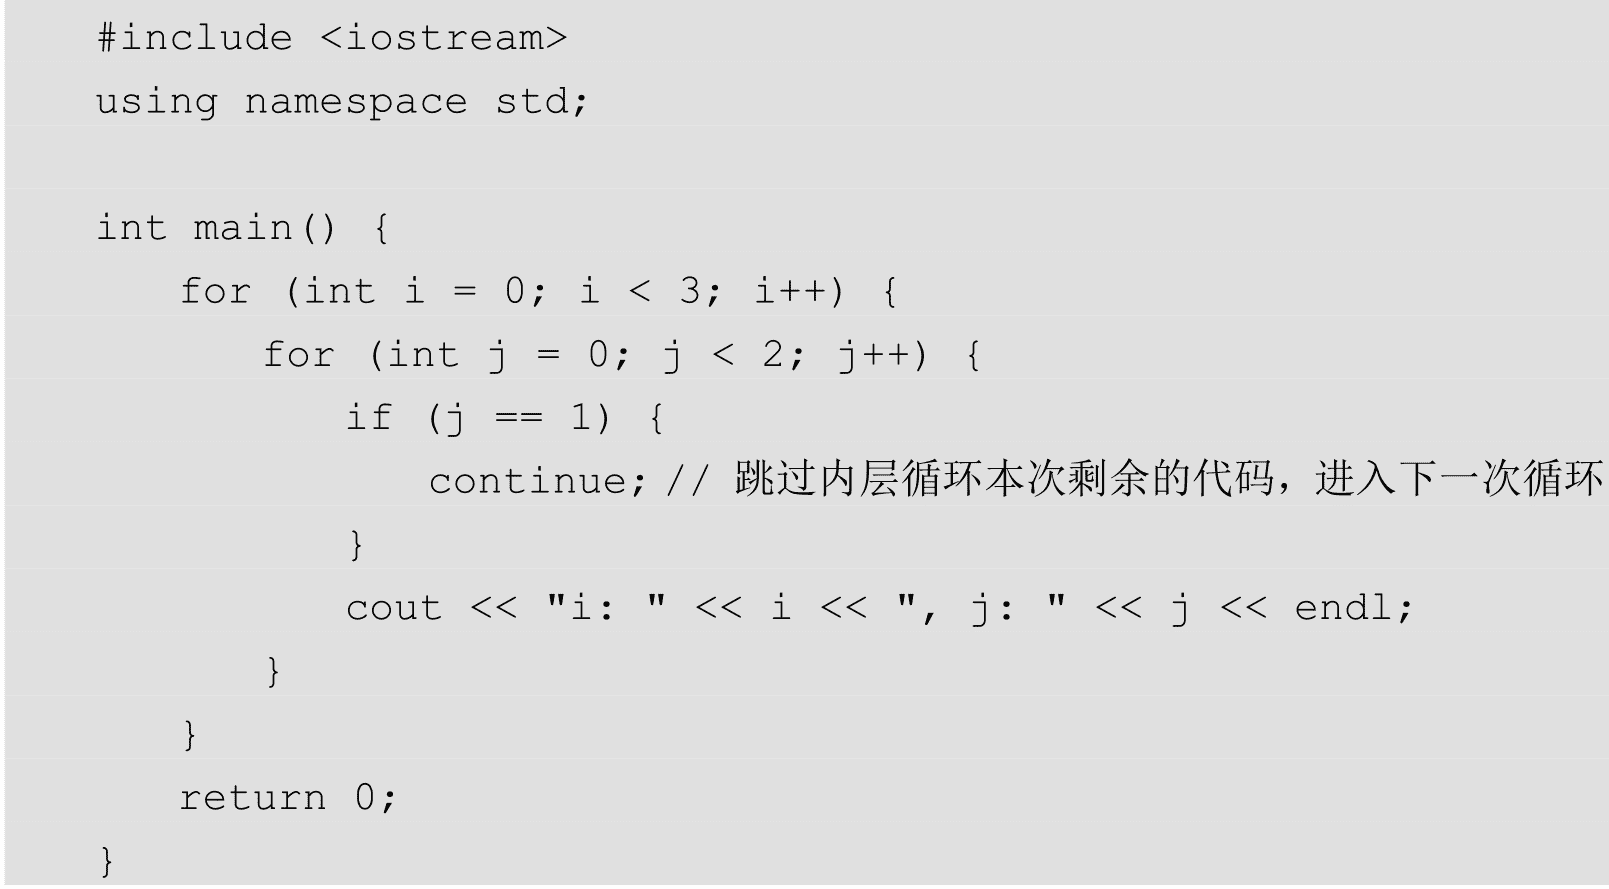 #include <iostream>
using namespace std;
int main() {
for (int i = 0; i < 3; i++) {
for (int j = 0; j < 2; j++) {
if (j == 1) {
continue; // 跳过内层循环本次剩余的代码，进入下一次循环
}
cout << "i: " << i << ", j: " << j << endl;
}
}
return 0;
}